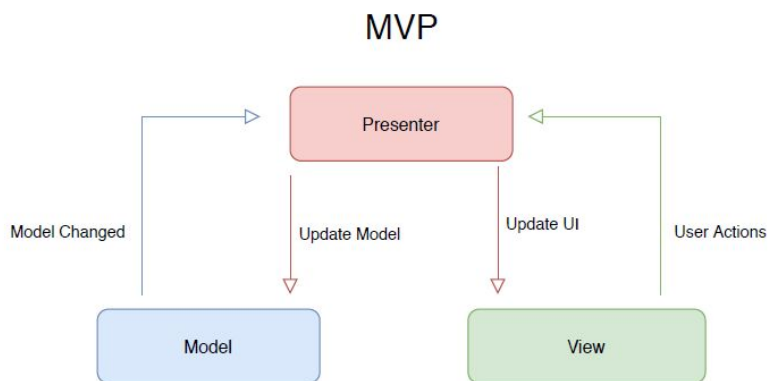 MVP
Presenter
Model Changed
Update Model
Update UI
User Actions
Model
View